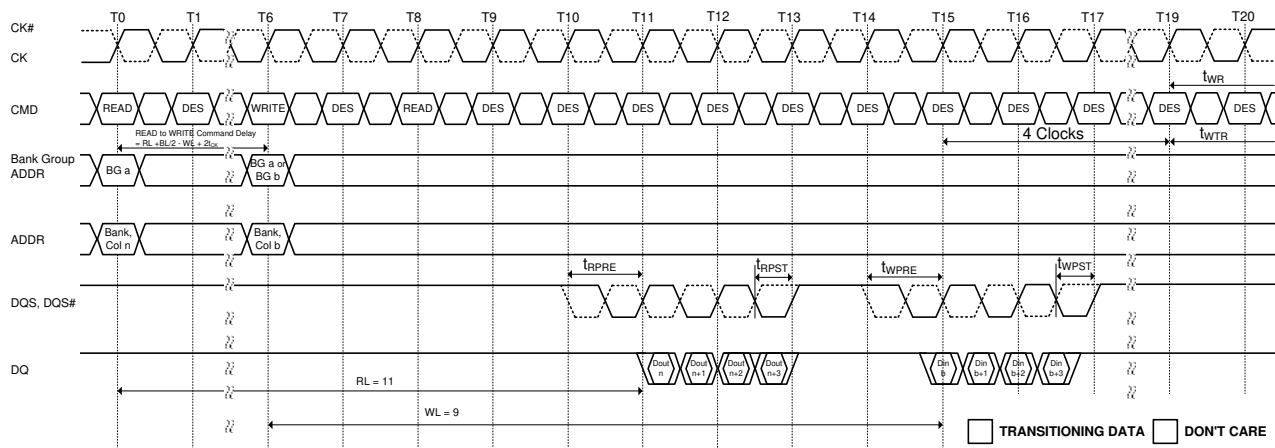 T0 T1 T6 T7 T8 T9 T10 T11 T12 T13 T14 T15 T16 T17 T19 T20
CK#
CK
tWR
CMD READ DES WRITE DES READ DES DES DES DES DES DES DES DES DES DES DES
READ to WRITE Command Delay
= RL +BL/2 - WL + 2tCK
4 Clocks
tWTR
Bank Group
ADDR
BG a
BG a or
BG b
ADDR
Bank,
Col n
Bank,
Col b
tRPRE
tRPST
tWPRE
tWPST
DQS, DQS#
DQ
Dout
n
Dout
n+1
Dout
n+2
Dout
n+3
Din
b
Din
b+1
Din
b+2
Din
b+3
RL = 11
WL = 9
TRANSITIONING DATA
DON'T CARE